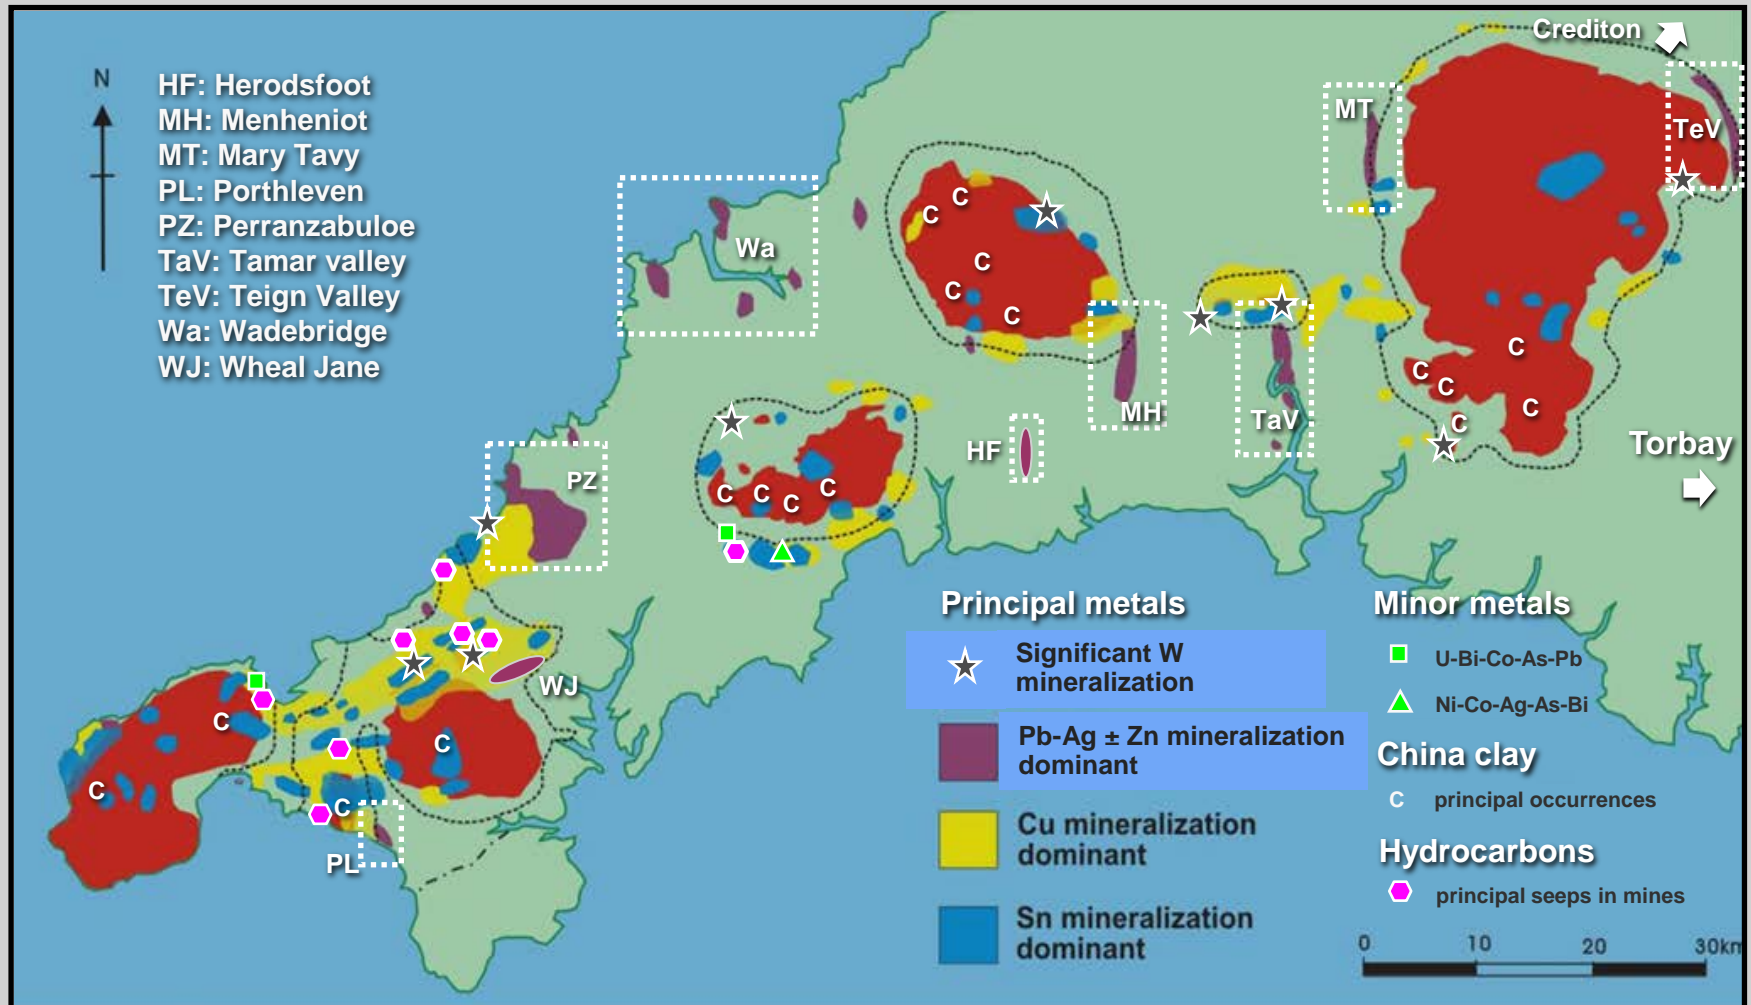 N
HF: Herodsfoot
MH: Menheniot
MT: Mary Tavy
PL: Porthleven
PZ: Perranzabuloe
TaV: Tamar valley
TeV: Teign Valley
Wa: Wadebridge
WJ: Wheal Jane
Crediton
MT
TeV
C
C
Wa
C
C
C
C
C
C
C
MH
TaV
C
HF
Torbay
PZ
C
C
C
C
WJ
C
C
C
C
PL
Principal metals
Significant W
mineralization
Pb-Ag ± Zn mineralization
dominant
Cu mineralization
dominant
Sn mineralization
dominant
Minor metals
U-Bi-Co-As-Pb
Ni-Co-Ag-As-Bi
China clay
C principal occurrences
Hydrocarbons
principal seeps in mines
0 10 20 30km